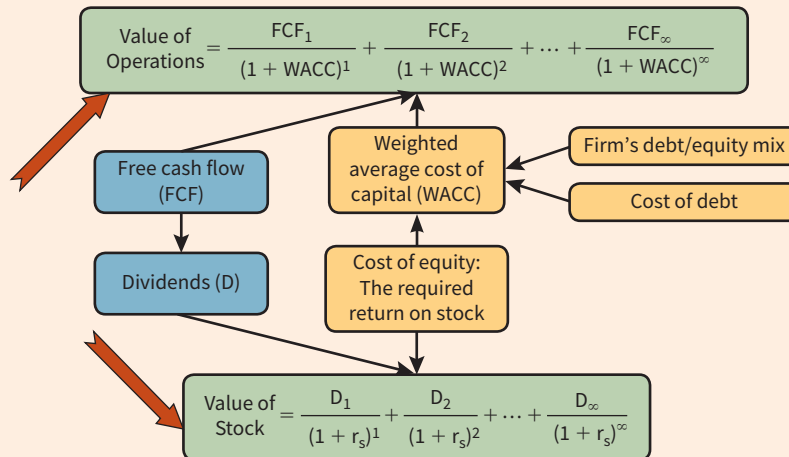 Value of Operations = FCF₁ / (1 + WACC)¹ + FCF₂ / (1 + WACC)² + … + FCF∞ / (1 + WACC)^∞
Free cash flow
(FCF)
Weighted
average cost of
capital (WACC)
Firm’s debt/equity mix
Cost of debt
Dividends (D)
Cost of equity:
The required
return on stock
Value of Stock = D₁ / (1 + rₛ)¹ + D₂ / (1 + rₛ)² + … + D∞ / (1 + rₛ)^∞